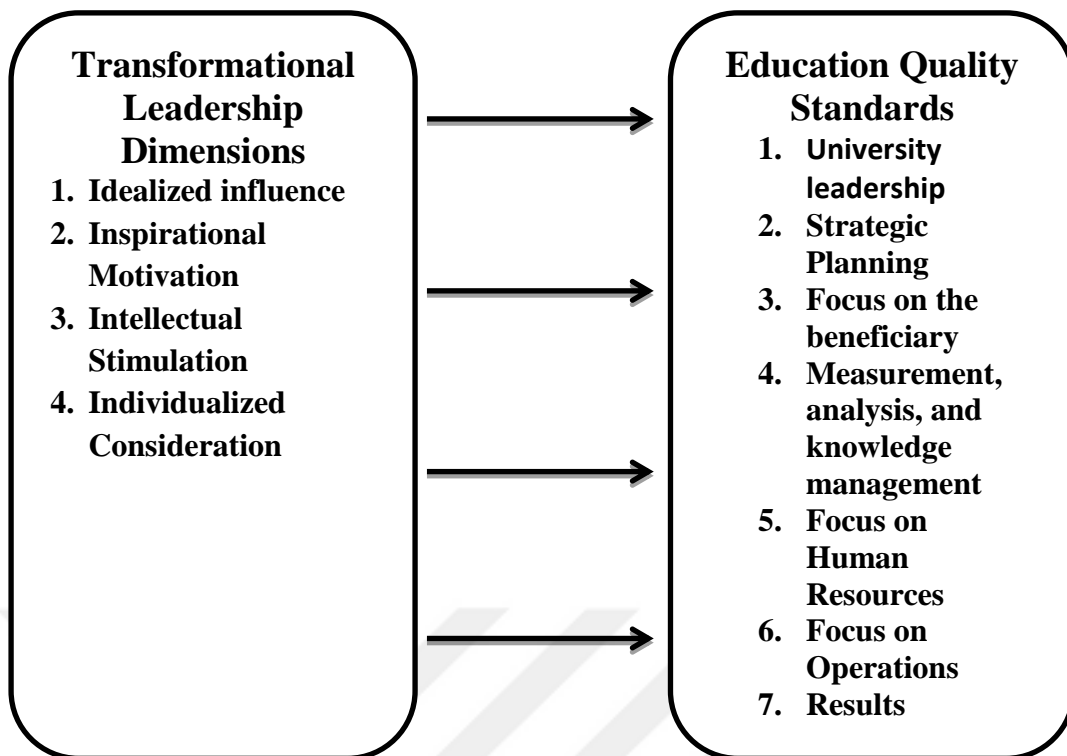 Transformational
Leadership
Dimensions
1. Idealized influence
2. Inspirational
Motivation
3. Intellectual
Stimulation
4. Individualized
Consideration
Education Quality
Standards
1. University
leadership
2. Strategic
Planning
3. Focus on the
beneficiary
4. Measurement,
analysis, and
knowledge
management
5. Focus on
Human
Resources
6. Focus on
Operations
7. Results